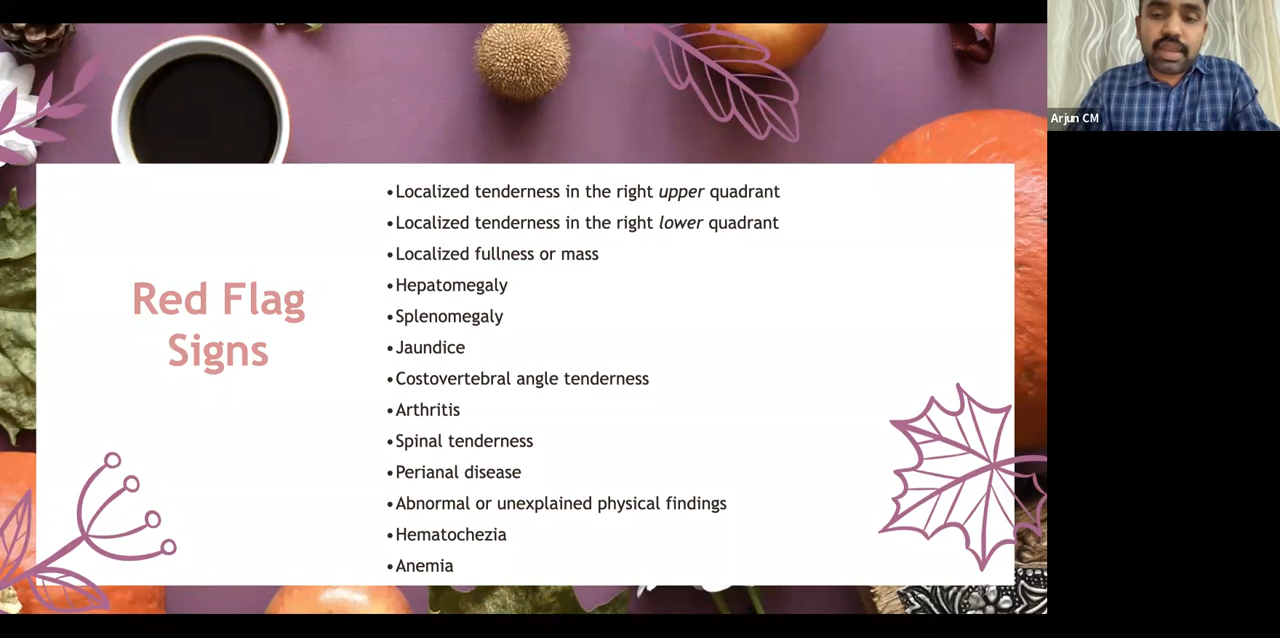 Red Flag
Signs
•Localized tenderness in the right upper quadrant
•Localized tenderness in the right lower quadrant
•Localized fullness or mass
•Hepatomegaly
•Splenomegaly
•Jaundice
•Costovertebral angle tenderness
•Arthritis
•Spinal tenderness
•Perianal disease
•Abnormal or unexplained physical findings
•Hematochezia
•Anemia
Arjun CM